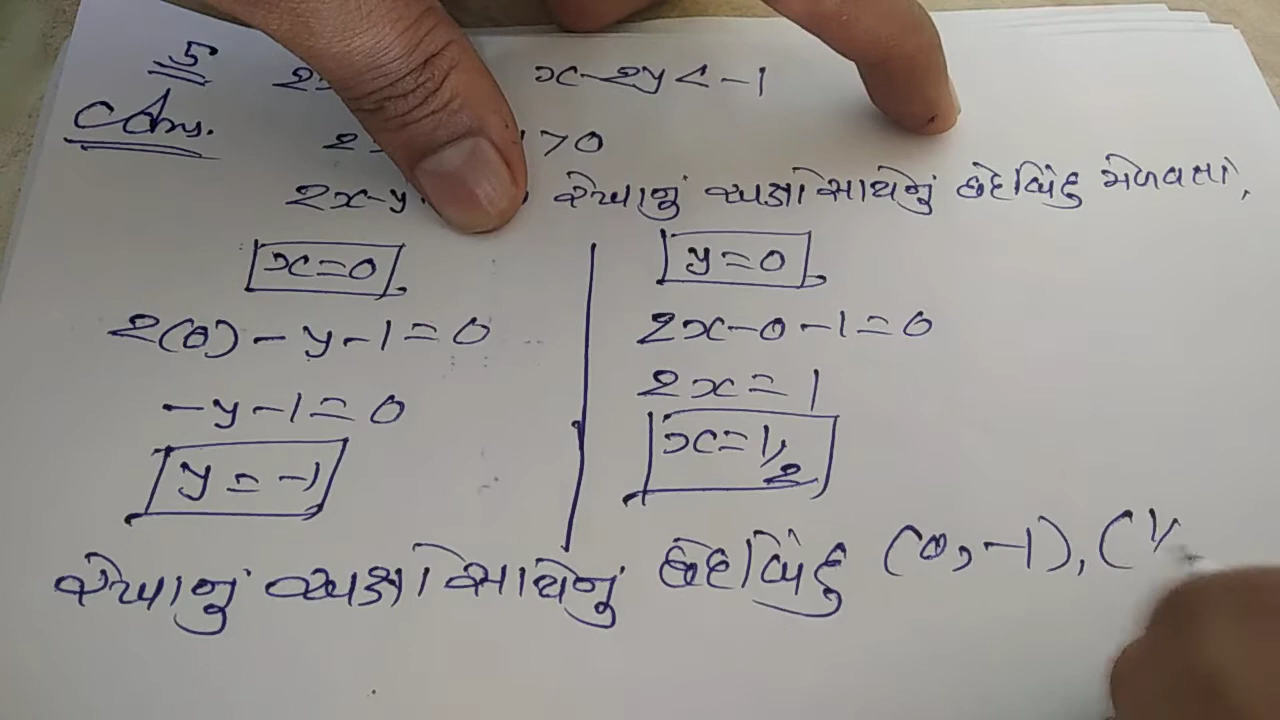 5 2x x-2y<-1
Ans. 2 >0
2x-y રેખાનું અક્ષો સાથેનું છેદબિંદુ મેળવતાં,
x=0, y=0,
2(0)-y-1=0 2x-0-1=0
-y-1=0 2x=1
y=-1 x=1/2
રેખાનું અક્ષો સાથેનું છેદબિંદુ (0,-1), (1/